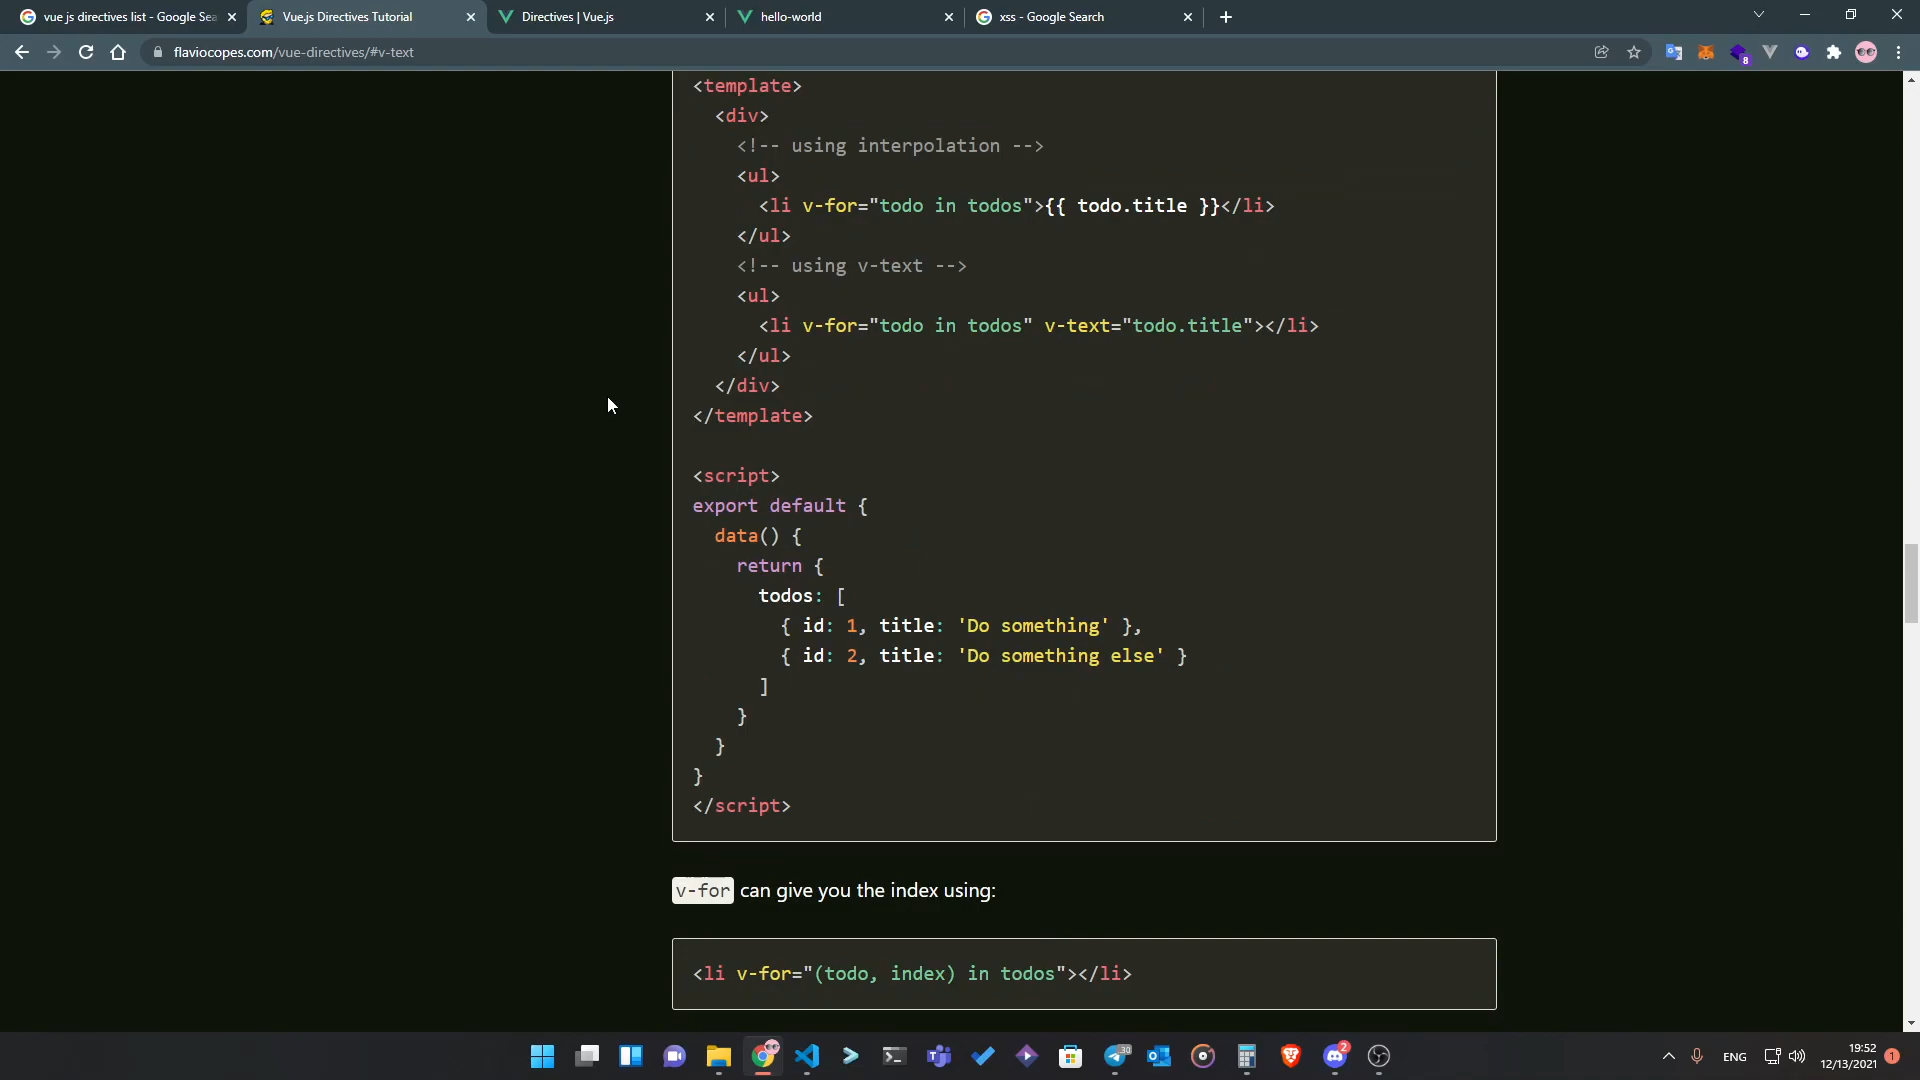 vue js directives list - Google Sea
Vue.js Directives Tutorial
Directives | Vue.js
hello-world
xss - Google Search
flaviocopes.com/vue-directives/#v-text
8
<template>
<div>
<!-- using interpolation -->
<ul>
<li v-for="todo in todos">{{ todo.title }}</li>
</ul>
<!-- using v-text -->
<ul>
<li v-for="todo in todos" v-text="todo.title"></li>
</ul>
</div>
</template>
<script>
export default {
data() {
return {
todos: [
{ id: 1, title: 'Do something' },
{ id: 2, title: 'Do something else' }
]
}
}
}
</script>
v-for can give you the index using:
<li v-for="(todo, index) in todos"></li>
30
2
ENG
19:52
12/13/2021
1